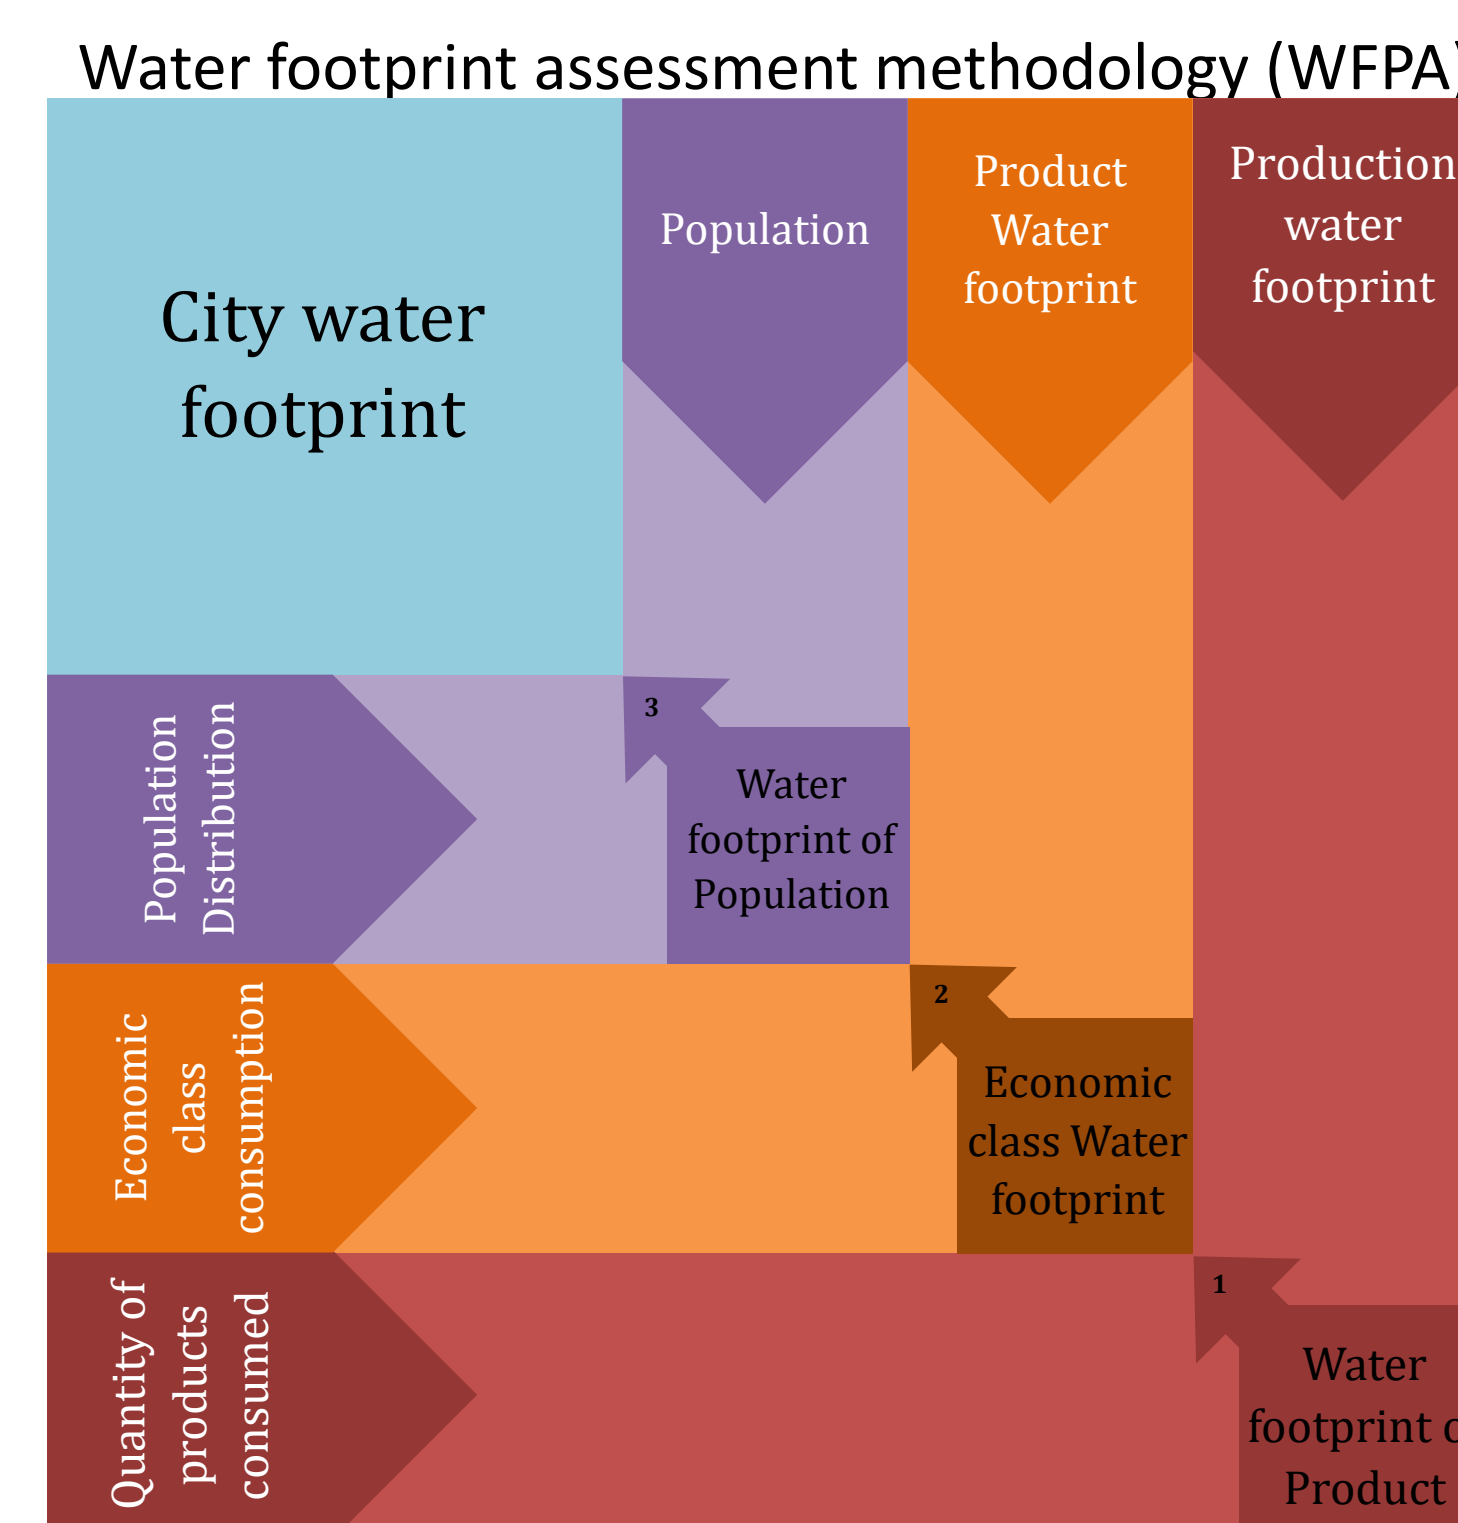 Water footprint assessment methodology (WFPA)
City water
footprint
Population
Product
Water
footprint
Production
water
footprint
Population
Distribution
3
Water
footprint of
Population
Economic
class
consumption
2
Economic
class Water
footprint
Quantity of
products
consumed
1
Water
footprint
Product